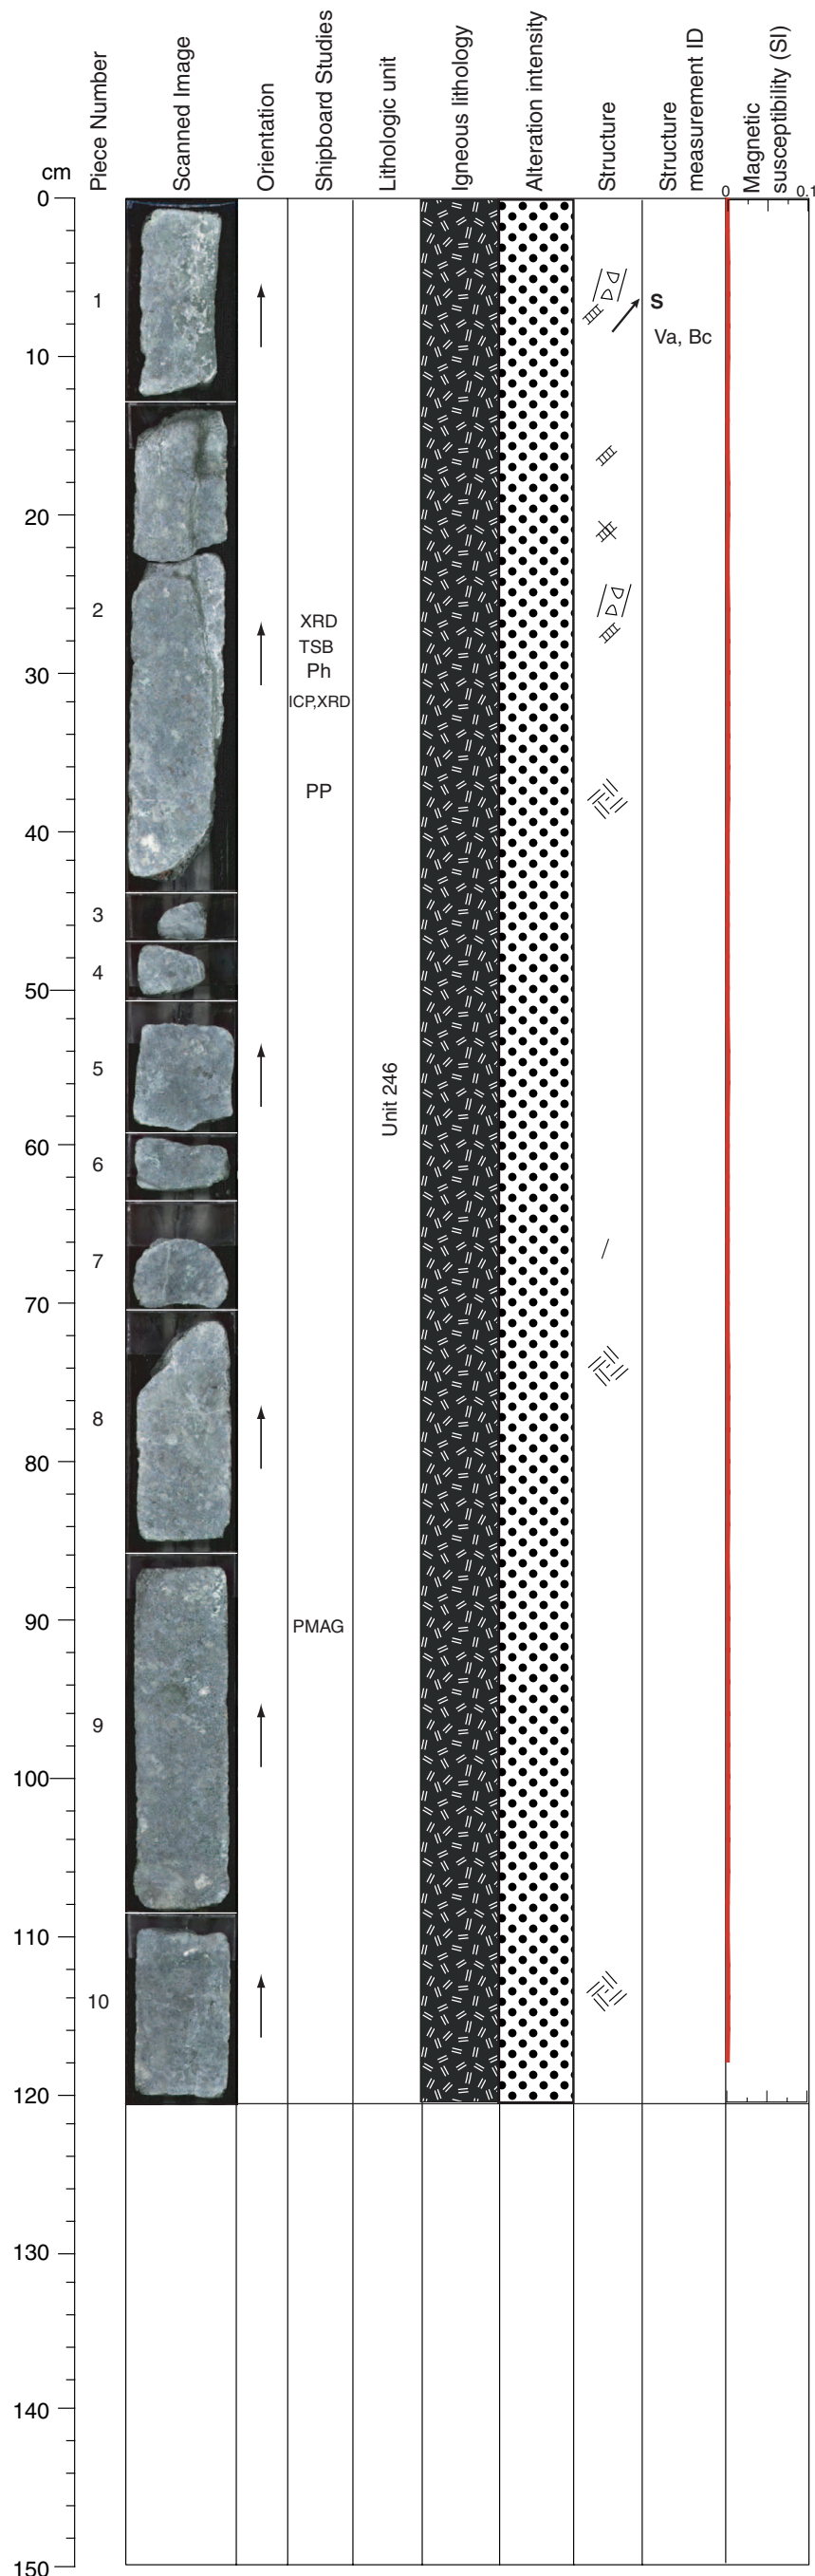 cm
Piece Number
Scanned Image
Orientation
Shipboard Studies
Lithologic unit
Igneous lithology
Alteration intensity
Structure
Structure
measurement ID
Magnetic
susceptibility (SI)
0 0.1
0
1
S
Va, Bc
10
20
2
XRD
TSB
Ph
30
ICP,XRD
PP
40
3
4
50
5
Unit 246
60
6
7
70
8
80
90
PMAG
9
100
110
10
120
130
140
150